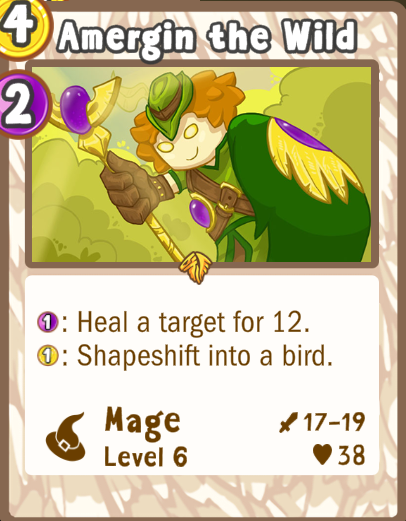 4
Amergin the Wild
2
1: Heal a target for 12.
1: Shapeshift into a bird.
Mage
17-19
Level 6
38